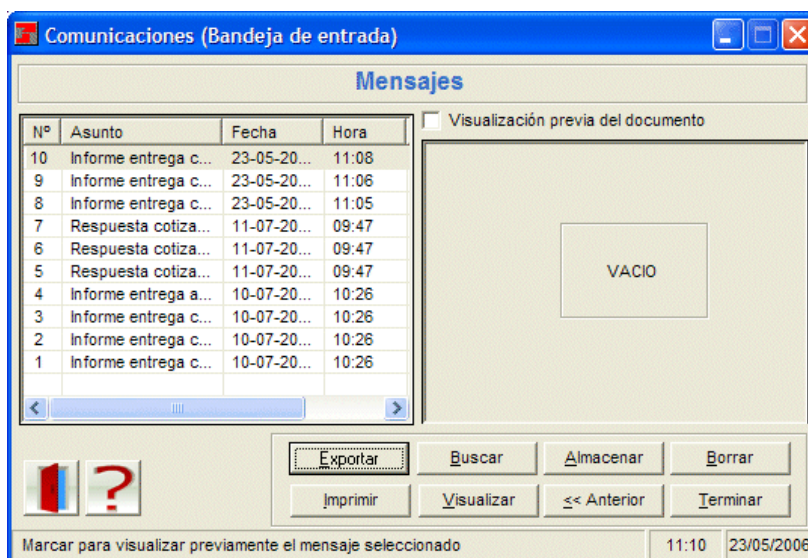 Comunicaciones (Bandeja de entrada)
Mensajes
Nº Asunto Fecha Hora
10 Informe entrega c... 23-05-20... 11:08
9 Informe entrega c... 23-05-20... 11:06
8 Informe entrega c... 23-05-20... 11:05
7 Respuesta cotiza... 11-07-20... 09:47
6 Respuesta cotiza... 11-07-20... 09:47
5 Respuesta cotiza... 11-07-20... 09:47
4 Informe entrega a... 10-07-20... 10:26
3 Informe entrega c... 10-07-20... 10:26
2 Informe entrega c... 10-07-20... 10:26
1 Informe entrega c... 10-07-20... 10:26
Visualización previa del documento
VACIO
Exportar Buscar Almacenar Borrar
Imprimir Visualizar << Anterior Terminar
Marcar para visualizar previamente el mensaje seleccionado 11:10 23/05/2006